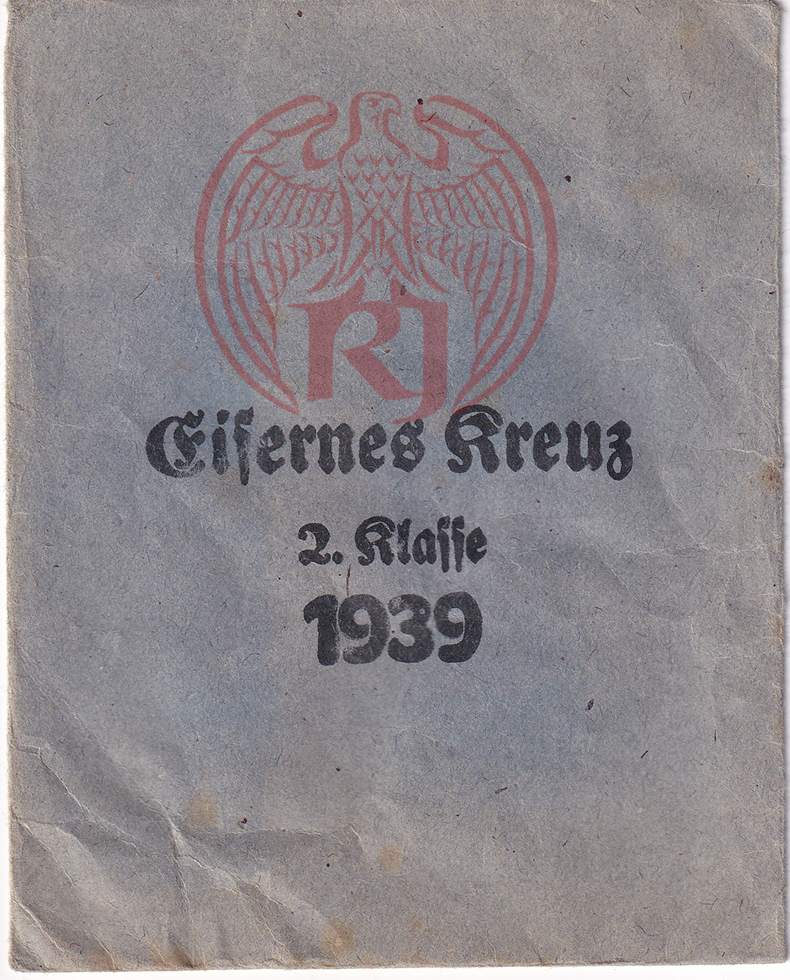 RJ
Eiſernes Kreuz
2. Klaſſe
1939